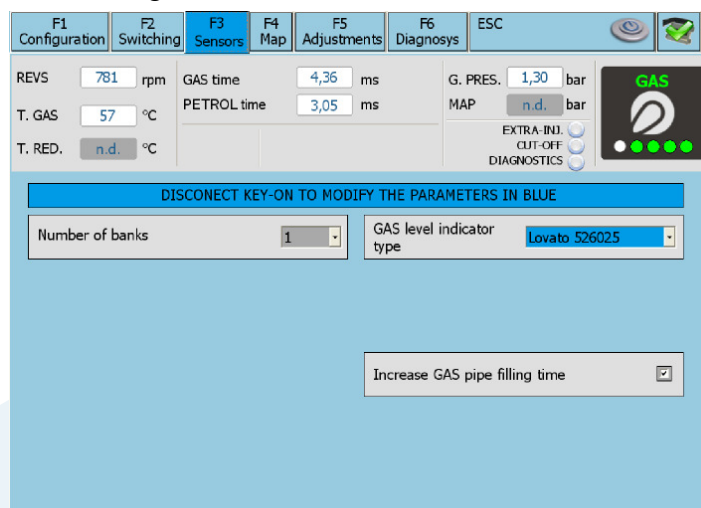 F1 Configuration
F2 Switching
F3 Sensors
F4 Map
F5 Adjustments
F6 Diagnosys
ESC
REVS 781 rpm
GAS time 4,36 ms
G. PRES. 1,30 bar
GAS
T. GAS 57 °C
PETROL time 3,05 ms
MAP n.d. bar
T. RED. n.d. °C
EXTRA-INJ.
CUT-OFF
DIAGNOSTICS
DISCONECT KEY-ON TO MODIFY THE PARAMETERS IN BLUE
Number of banks 1
GAS level indicator type Lovato 526025
Increase GAS pipe filling time